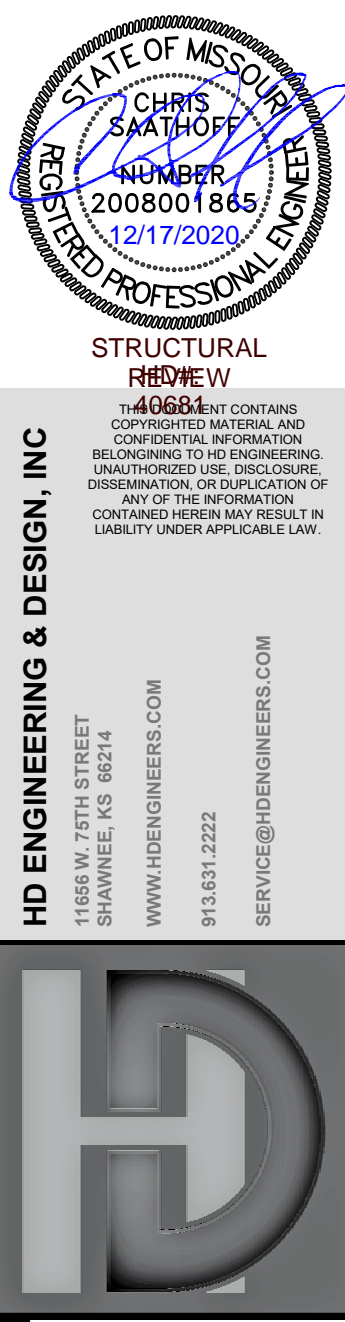 STATE OF MISSOURI
CHRIS
SAATHOFF
NUMBER
2008001865
12/17/2020
REGISTERED PROFESSIONAL ENGINEER
STRUCTURAL
REVIEW
HD#:
40681
THIS DOCUMENT CONTAINS
COPYRIGHTED MATERIAL AND
CONFIDENTIAL INFORMATION
BELONGINING TO HD ENGINEERING.
UNAUTHORIZED USE, DISCLOSURE,
DISSEMINATION, OR DUPLICATION OF
ANY OF THE INFORMATION
CONTAINED HEREIN MAY RESULT IN
LIABILITY UNDER APPLICABLE LAW.
HD ENGINEERING & DESIGN, INC
11656 W. 75TH STREET
SHAWNEE, KS 66214
WWW.HDENGINEERS.COM
913.631.2222
SERVICE@HDENGINEERS.COM
HD